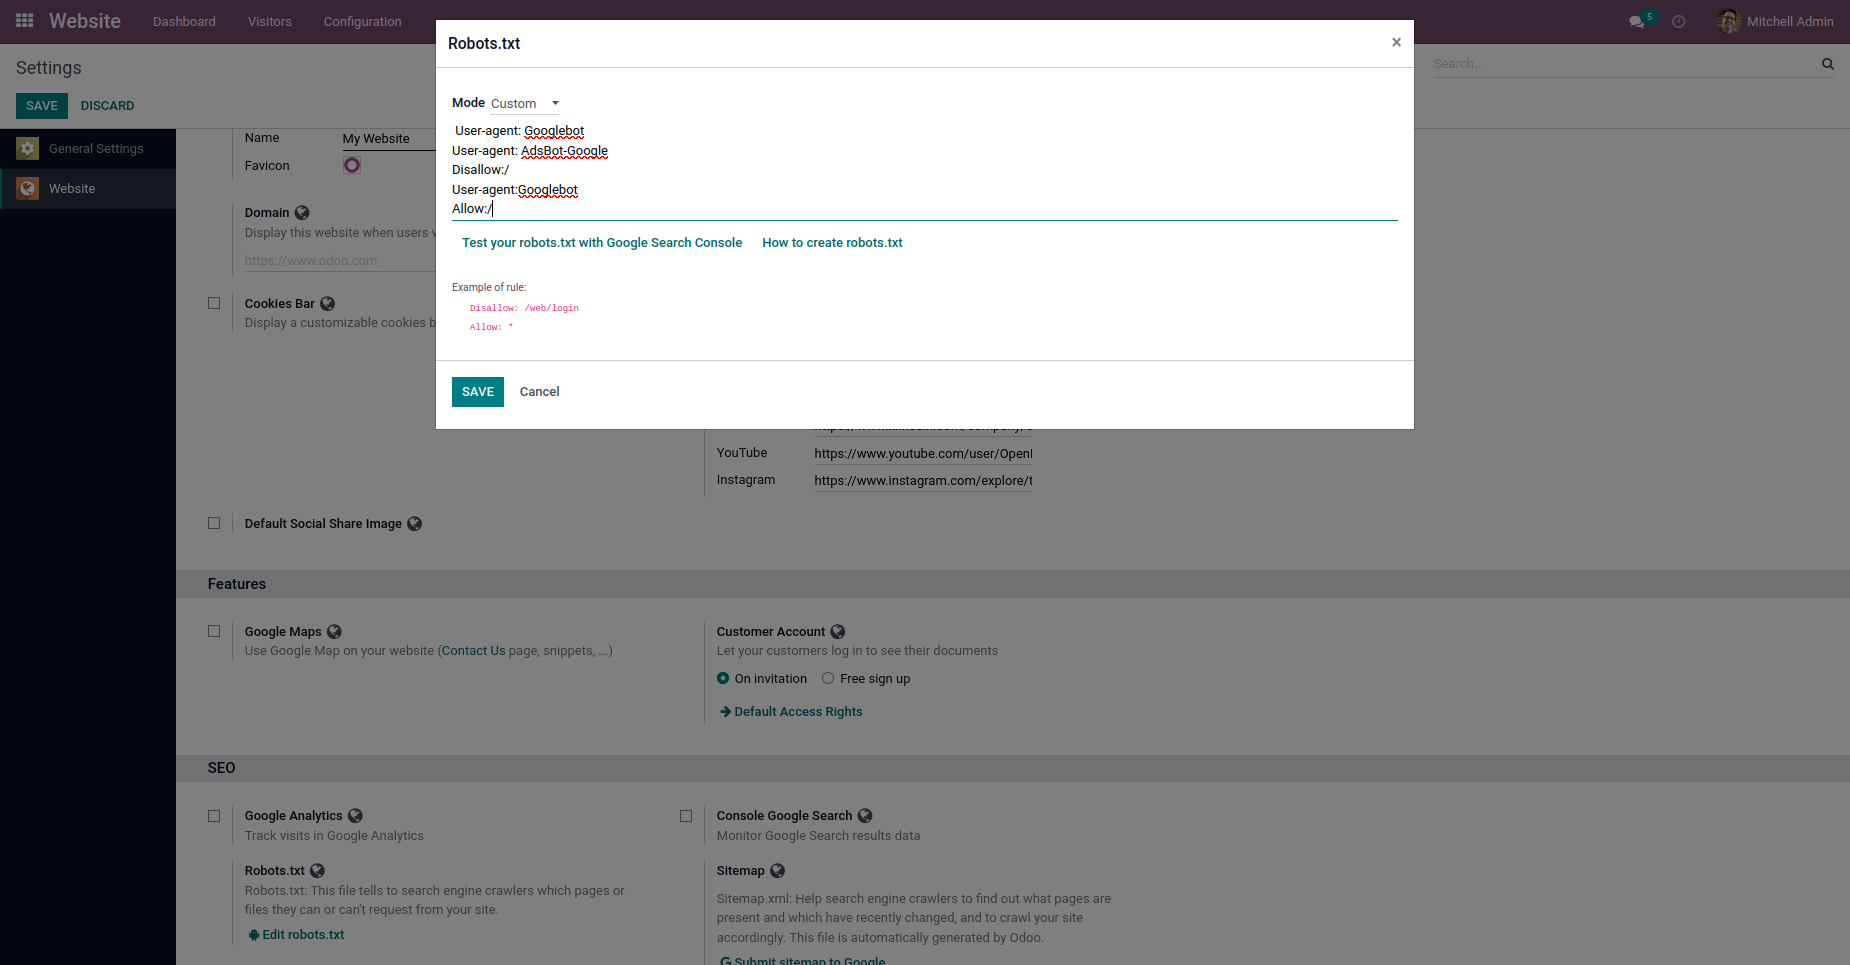 Website Dashboard Visitors Configuration
5 Mitchell Admin
Settings
Search...
SAVE DISCARD
General Settings
Website
Name My Website
Favicon
Domain
Display this website when users v
https://www.odoo.com
Cookies Bar
Display a customizable cookies b
Robots.txt ×
Mode Custom
User-agent: Googlebot
User-agent: AdsBot-Google
Disallow:/
User-agent:Googlebot
Allow:/
Test your robots.txt with Google Search Console How to create robots.txt
Example of rule:
Disallow: /web/login
Allow: *
SAVE Cancel
YouTube https://www.youtube.com/user/Open
Instagram https://www.instagram.com/explore/t
Default Social Share Image
Features
Google Maps
Use Google Map on your website (Contact Us page, snippets, ...)
Customer Account
Let your customers log in to see their documents
On invitation Free sign up
Default Access Rights
SEO
Google Analytics
Track visits in Google Analytics
Console Google Search
Monitor Google Search results data
Robots.txt
Robots.txt: This file tells to search engine crawlers which pages or
files they can or can't request from your site.
Edit robots.txt
Sitemap
Sitemap.xml: Help search engine crawlers to find out what pages are
present and which have recently changed, and to crawl your site
accordingly. This file is automatically generated by Odoo.
Submit sitemap to Google